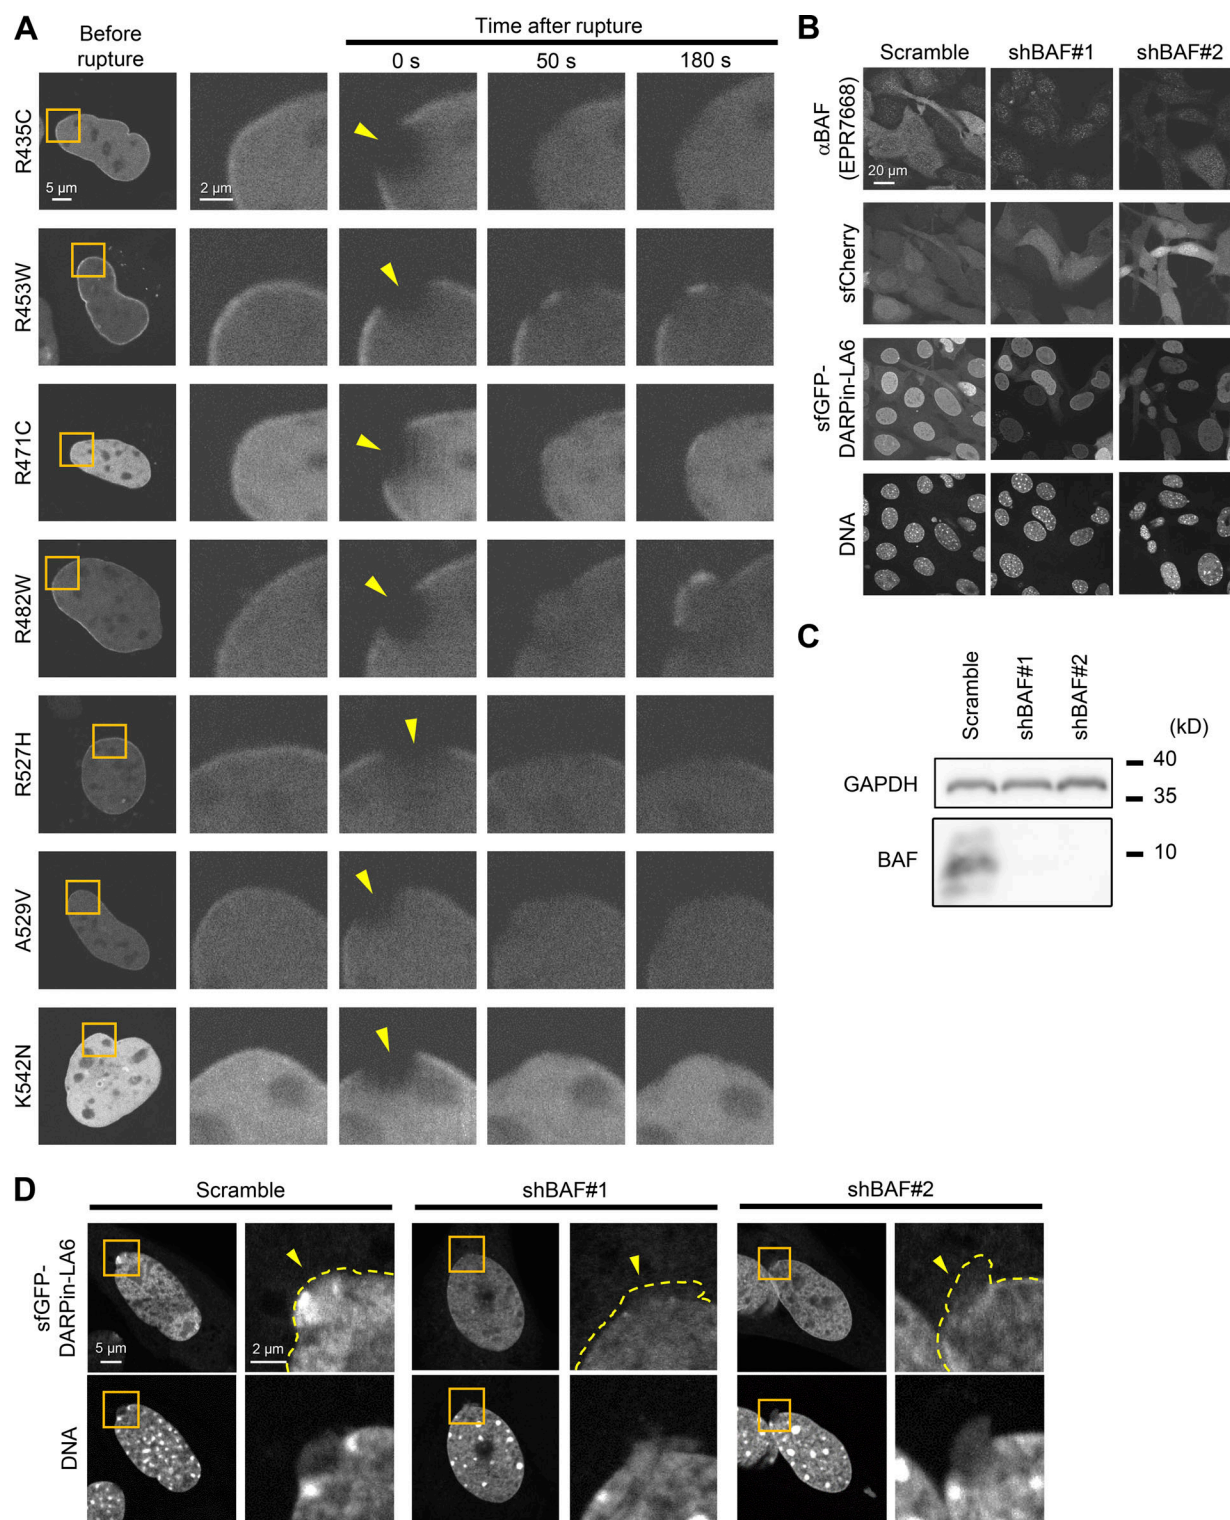 A
Before
rupture
Time after rupture
0 s
50 s
180 s
R435C
5 µm
2 µm
R453W
R471C
R482W
R527H
A529V
K542N
B
Scramble
shBAF#1
shBAF#2
αBAF
(EPR7668)
20 µm
sfCherry
sfGFP-
DARPin-LA6
DNA
C
Scramble
shBAF#1
shBAF#2
(kD)
GAPDH
40
35
BAF
10
D
Scramble
shBAF#1
shBAF#2
sfGFP-
DARPin-LA6
5 µm
2 µm
DNA